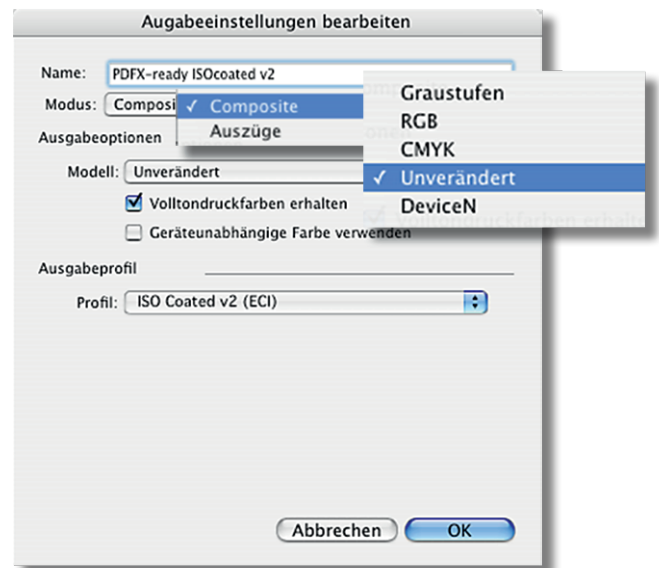 Augabeeinstellungen bearbeiten
Name: PDFX-ready ISOcoated v2
Modus: Composi
✓ Composite
Auszüge
Graustufen
RGB
CMYK
✓ Unverändert
DeviceN
Ausgabeoptionen
Modell: Unverändert
Volltondruckfarben erhalten
Geräteunabhängige Farbe verwenden
Ausgabeprofil
Profil: ISO Coated v2 (ECI)
Abbrechen OK